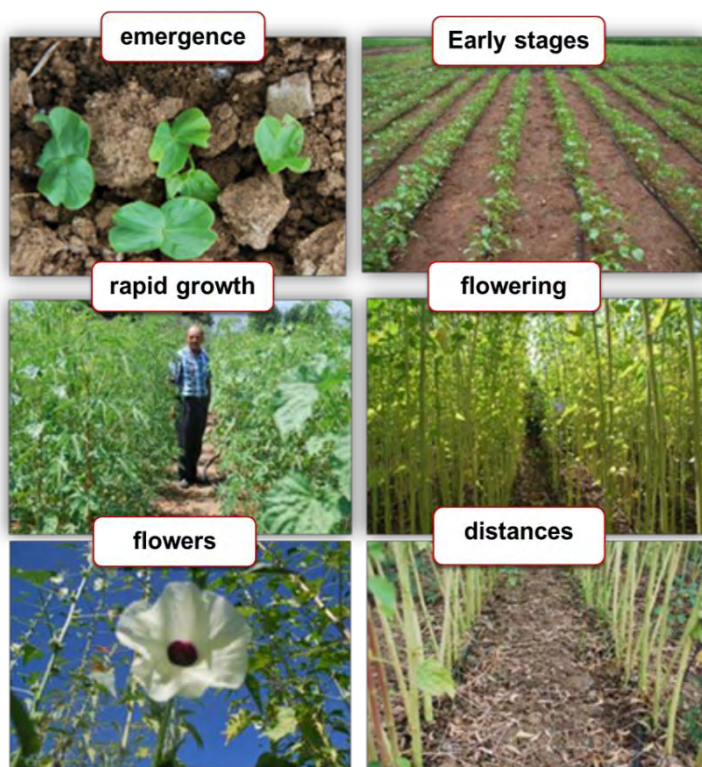 emergence
Early stages
rapid growth
flowering
flowers
distances